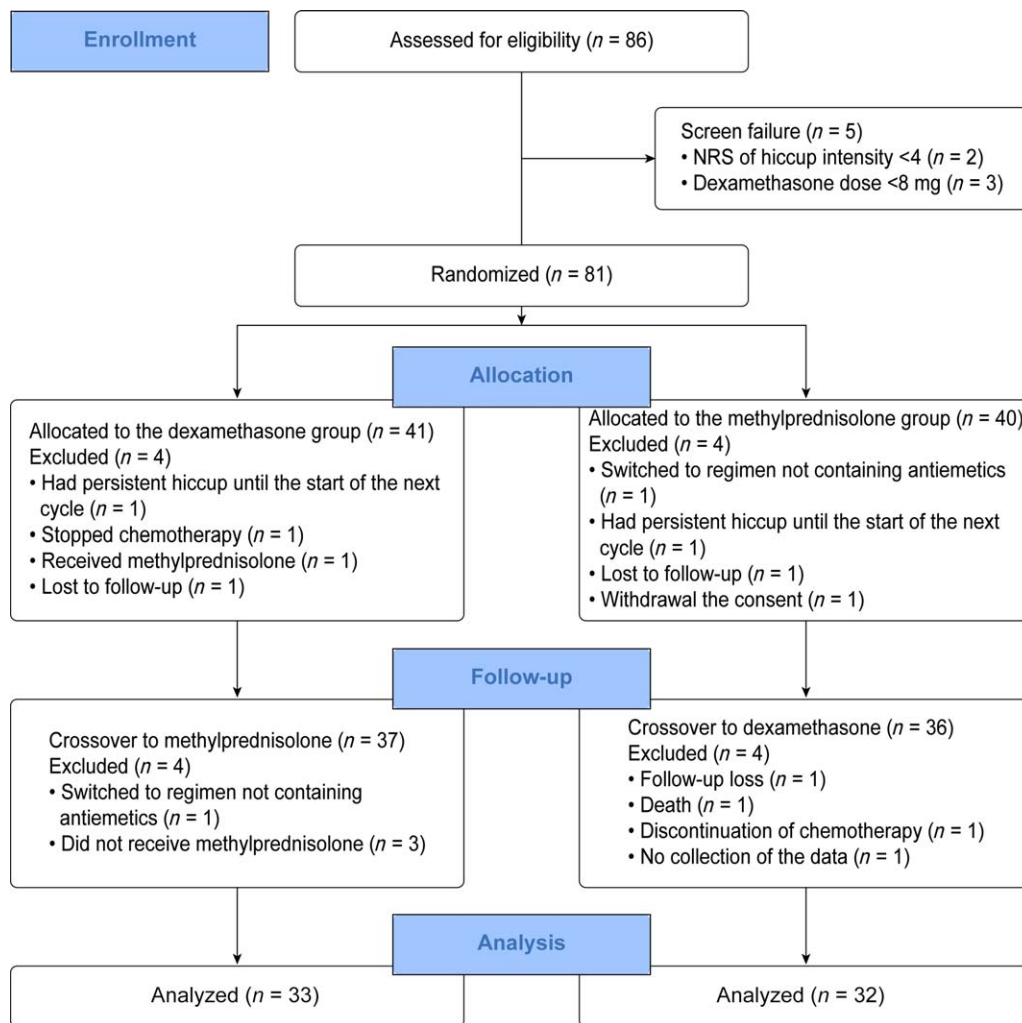 Enrollment
Assessed for eligibility (n = 86)
Screen failure (n = 5)
• NRS of hiccup intensity <4 (n = 2)
• Dexamethasone dose <8 mg (n = 3)
Randomized (n = 81)
Allocation
Allocated to the dexamethasone group (n = 41)
Excluded (n = 4)
• Had persistent hiccup until the start of the next
cycle (n = 1)
• Stopped chemotherapy (n = 1)
• Received methylprednisolone (n = 1)
• Lost to follow-up (n = 1)
Allocated to the methylprednisolone group (n = 40)
Excluded (n = 4)
• Switched to regimen not containing antiemetics
(n = 1)
• Had persistent hiccup until the start of the next
cycle (n = 1)
• Lost to follow-up (n = 1)
• Withdrawal the consent (n = 1)
Follow-up
Crossover to methylprednisolone (n = 37)
Excluded (n = 4)
• Switched to regimen not containing
antiemetics (n = 1)
• Did not receive methylprednisolone (n = 3)
Crossover to dexamethasone (n = 36)
Excluded (n = 4)
• Follow-up loss (n = 1)
• Death (n = 1)
• Discontinuation of chemotherapy (n = 1)
• No collection of the data (n = 1)
Analysis
Analyzed (n = 33)
Analyzed (n = 32)